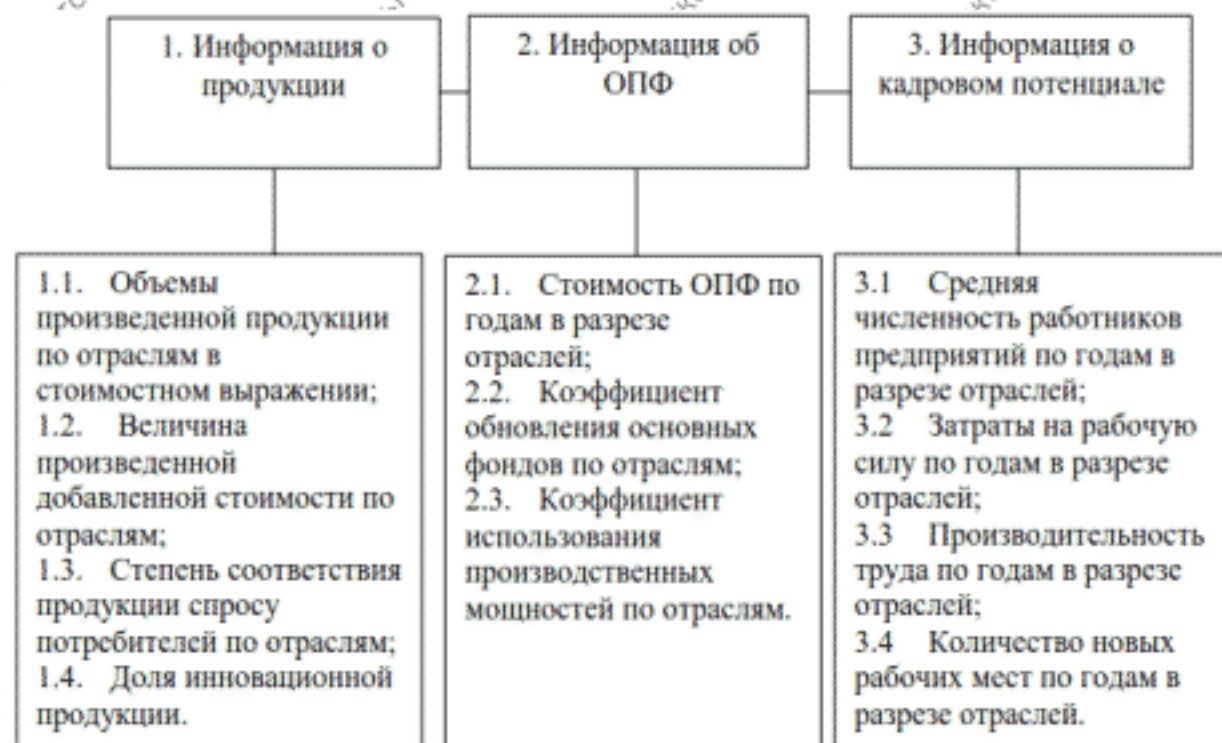 1. Информация о
продукции
2. Информация об
ОПФ
3. Информация о
кадровом потенциале
1.1. Объемы
произведенной продукции
по отраслям в
стоимостном выражении;
1.2. Величина
произведенной
добавленной стоимости по
отраслям;
1.3. Степень соответствия
продукции спросу
потребителей по отраслям;
1.4. Доля инновационной
продукции.
2.1. Стоимость ОПФ по
годам в разрезе
отраслей;
2.2. Коэффициент
обновления основных
фондов по отраслям;
2.3. Коэффициент
использования
производственных
мощностей по отраслям.
3.1 Средняя
численность работников
предприятий по годам в
разрезе отраслей;
3.2 Затраты на рабочую
силу по годам в разрезе
отраслей;
3.3 Производительность
труда по годам в разрезе
отраслей;
3.4 Количество новых
рабочих мест по годам в
разрезе отраслей.